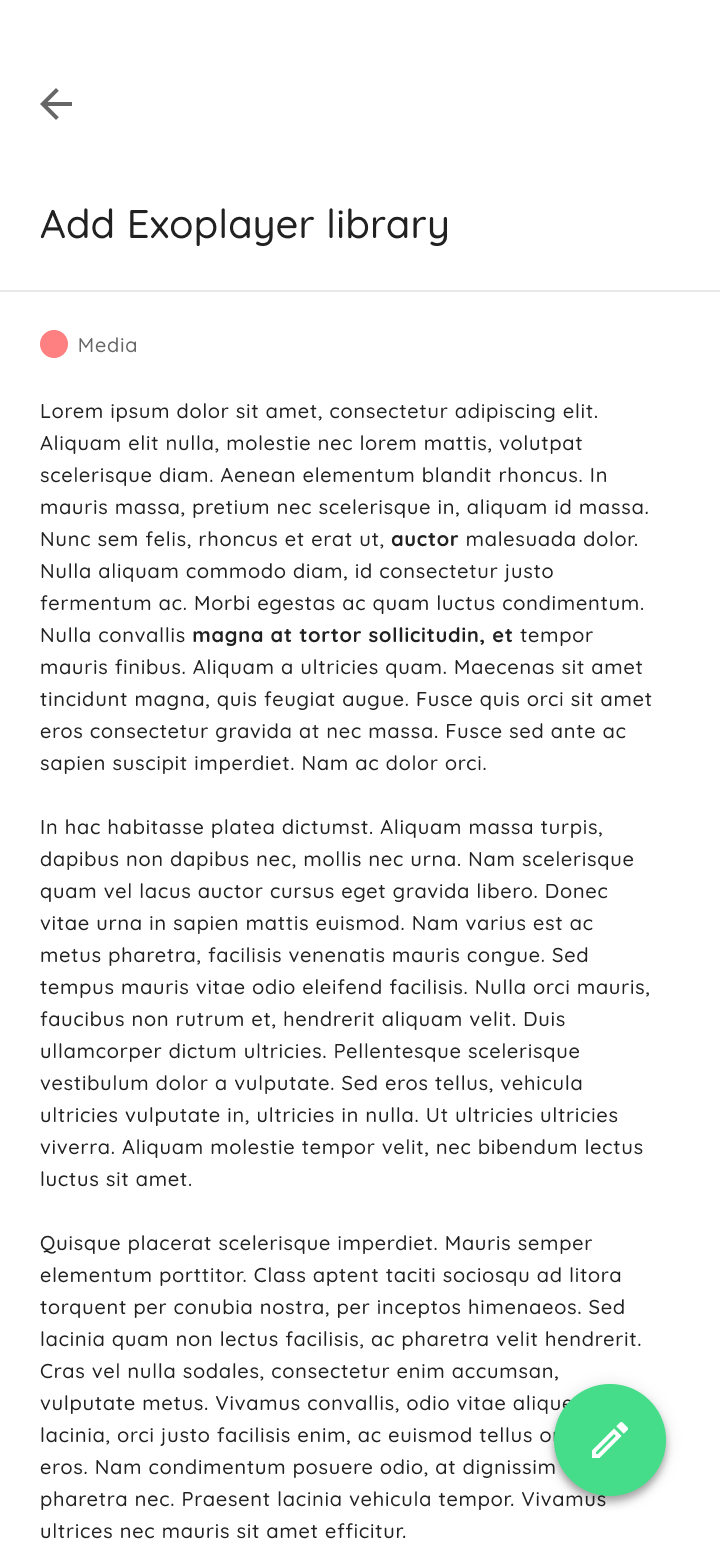 Add Exoplayer library
Media
Lorem ipsum dolor sit amet, consectetur adipiscing elit.
Aliquam elit nulla, molestie nec lorem mattis, volutpat
scelerisque diam. Aenean elementum blandit rhoncus. In
mauris massa, pretium nec scelerisque in, aliquam id massa.
Nunc sem felis, rhoncus et erat ut, auctor malesuada dolor.
Nulla aliquam commodo diam, id consectetur justo
fermentum ac. Morbi egestas ac quam luctus condimentum.
Nulla convallis magna at tortor sollicitudin, et tempor
mauris finibus. Aliquam a ultricies quam. Maecenas sit amet
tincidunt magna, quis feugiat augue. Fusce quis orci sit amet
eros consectetur gravida at nec massa. Fusce sed ante ac
sapien suscipit imperdiet. Nam ac dolor orci.
In hac habitasse platea dictumst. Aliquam massa turpis,
dapibus non dapibus nec, mollis nec urna. Nam scelerisque
quam vel lacus auctor cursus eget gravida libero. Donec
vitae urna in sapien mattis euismod. Nam varius est ac
metus pharetra, facilisis venenatis mauris congue. Sed
tempus mauris vitae odio eleifend facilisis. Nulla orci mauris,
faucibus non rutrum et, hendrerit aliquam velit. Duis
ullamcorper dictum ultricies. Pellentesque scelerisque
vestibulum dolor a vulputate. Sed eros tellus, vehicula
ultricies vulputate in, ultricies in nulla. Ut ultricies ultricies
viverra. Aliquam molestie tempor velit, nec bibendum lectus
luctus sit amet.
Quisque placerat scelerisque imperdiet. Mauris semper
elementum porttitor. Class aptent taciti sociosqu ad litora
torquent per conubia nostra, per inceptos himenaeos. Sed
lacinia quam non lectus facilisis, ac pharetra velit hendrerit.
Cras vel nulla sodales, consectetur enim accumsan,
vulputate metus. Vivamus convallis, odio vitae
lacinia, orci justo facilisis enim, ac euismod tellus
eros. Nam condimentum posuere odio, at dignissim
pharetra nec. Praesent lacinia vehicula tempor. Vivamus
ultrices nec mauris sit amet efficitur.